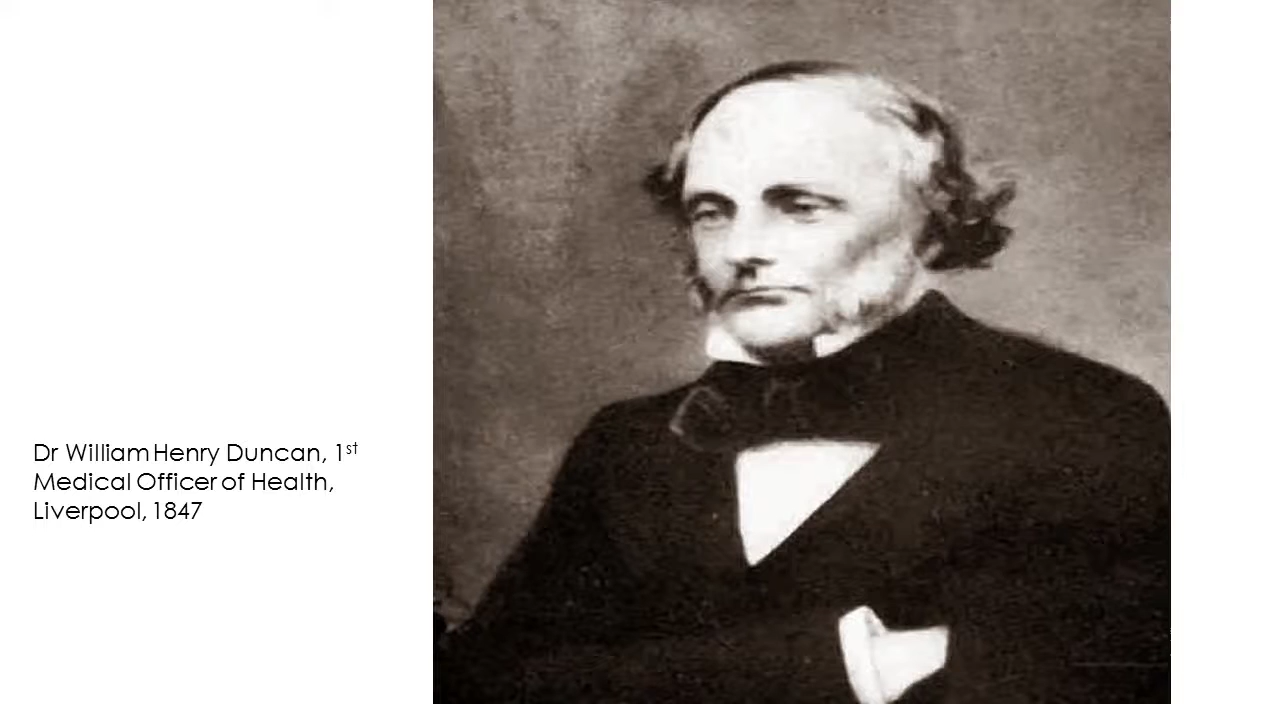 Dr William Henry Duncan, 1st
Medical Officer of Health,
Liverpool, 1847